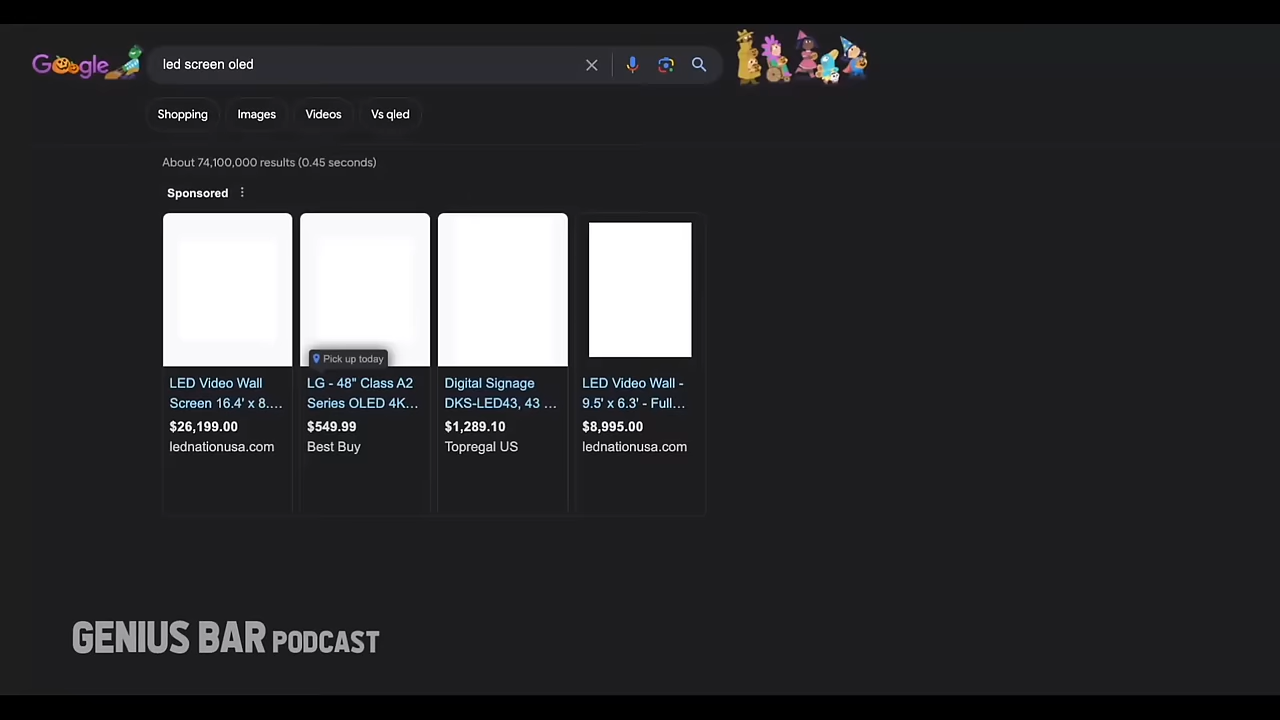 Google
led screen oled
Shopping Images Videos Vs qled
About 74,100,000 results (0.45 seconds)
Sponsored
Pick up today
LED Video Wall
Screen 16.4' x 8....
$26,199.00
lednationusa.com
LG - 48" Class A2
Series OLED 4K...
$549.99
Best Buy
Digital Signage
DKS-LED43, 43 ...
$1,289.10
Topregal US
LED Video Wall -
9.5' x 6.3' - Full...
$8,995.00
lednationusa.com
GENIUS BAR PODCAST